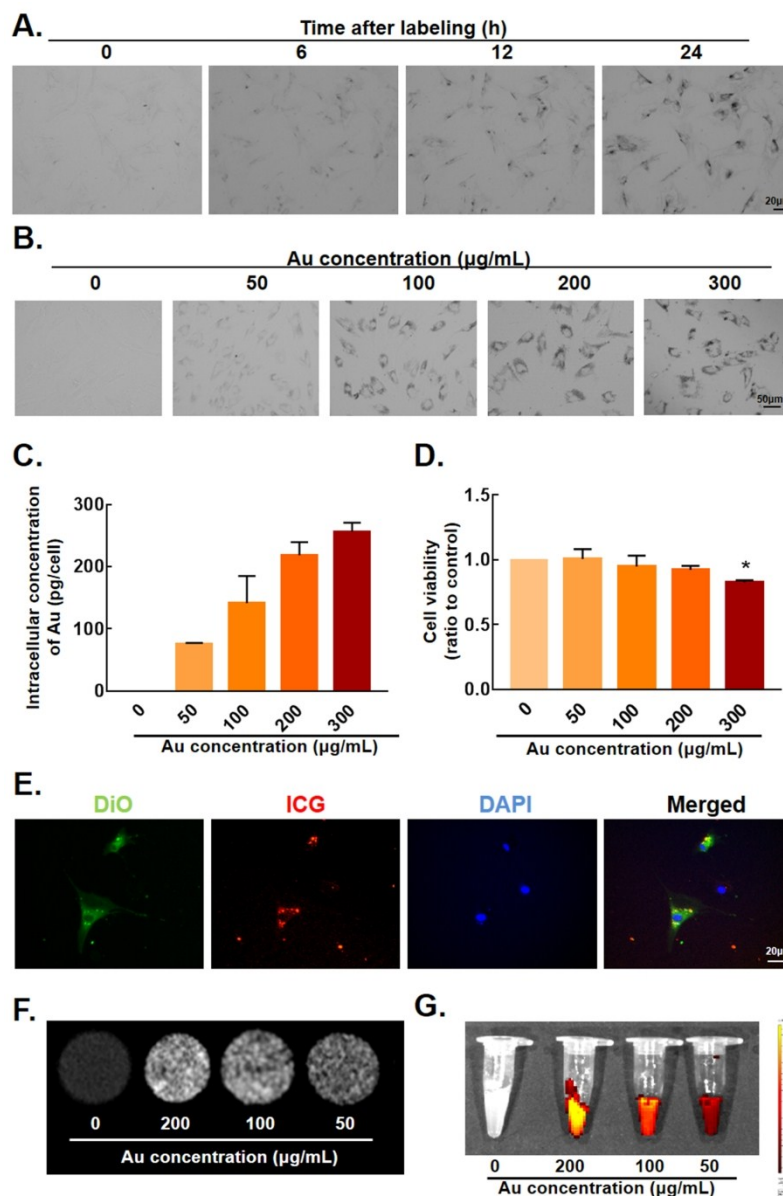 A.
Time after labeling (h)
0 6 12 24
20µm
B.
Au concentration (µg/mL)
0 50 100 200 300
50µm
C.
Intracellular concentration
of Au (pg/cell)
300
200
100
0
0 50 100 200 300
Au concentration (µg/mL)
D.
Cell viability
(ratio to control)
1.5
1.0
0.5
0.0
*
0 50 100 200 300
Au concentration (µg/mL)
E.
DiO ICG DAPI Merged
20µ
F.
0 200 100 50
Au concentration (µg/mL)
G.
0 200 100 50
Au concentration (µg/mL)